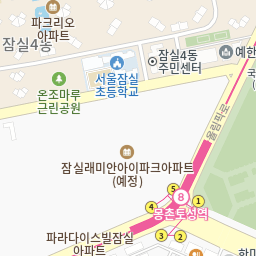 파크리오
아파트
잠실4동
잠실4동
주민센터
예한
서울잠실
초등학교
국
온조마루
근린공원
올림픽로
잠실래미안아이파크아파트
(예정)
5
8
1
몽촌토성역
4
파라다이스빌잠실
아파트
3
2
한미